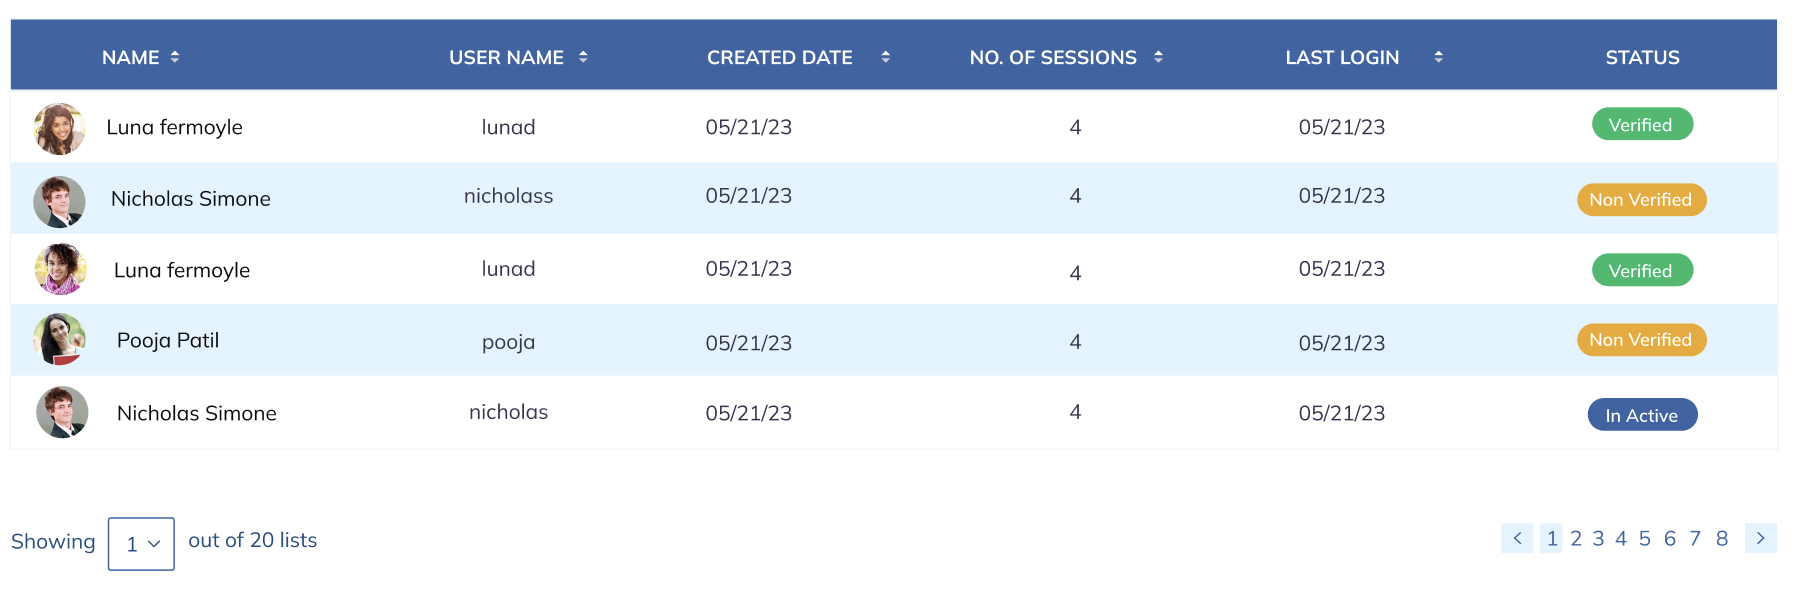 NAME USER NAME CREATED DATE NO. OF SESSIONS LAST LOGIN STATUS
Luna fermoyle lunad 05/21/23 4 05/21/23 Verified
Nicholas Simone nicholass 05/21/23 4 05/21/23 Non Verified
Luna fermoyle lunad 05/21/23 4 05/21/23 Verified
Pooja Patil pooja 05/21/23 4 05/21/23 Non Verified
Nicholas Simone nicholas 05/21/23 4 05/21/23 In Active
Showing 1 out of 20 lists 1 2 3 4 5 6 7 8